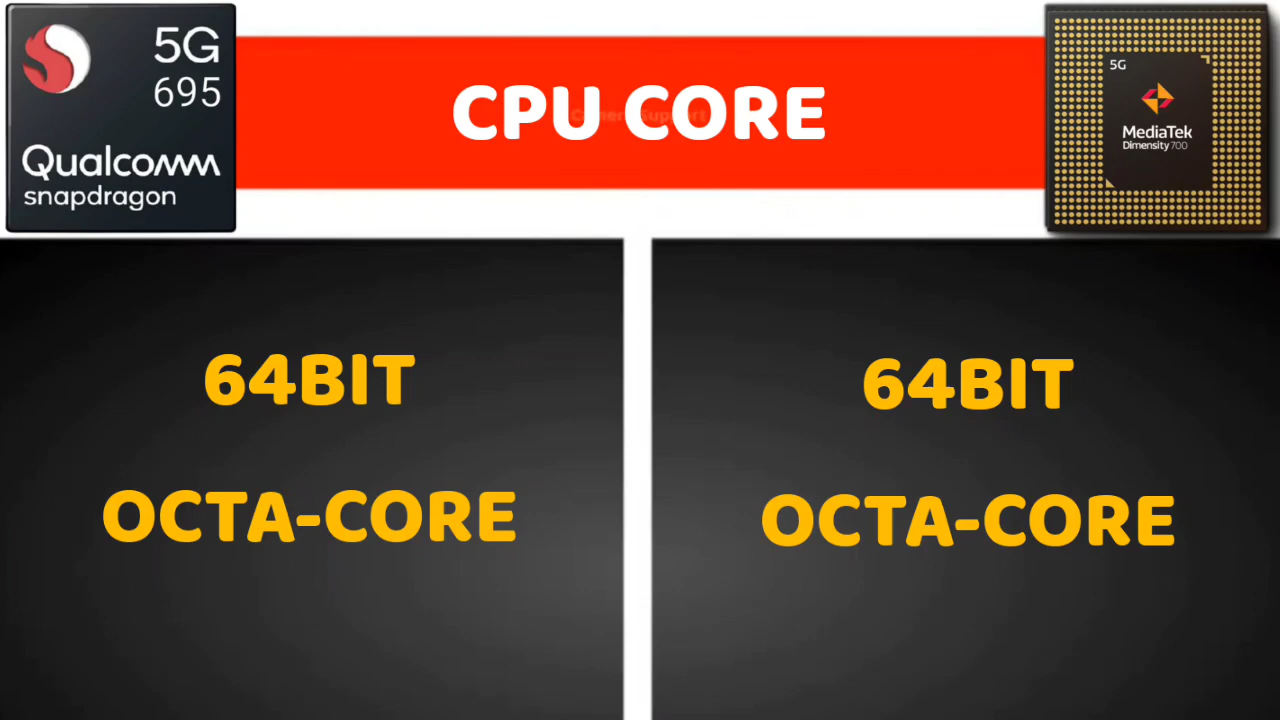 5G
695
Qualcomm
snapdragon
CPU CORE
5G
MediaTek
Dimensity 700
64BIT
OCTA-CORE
64BIT
OCTA-CORE